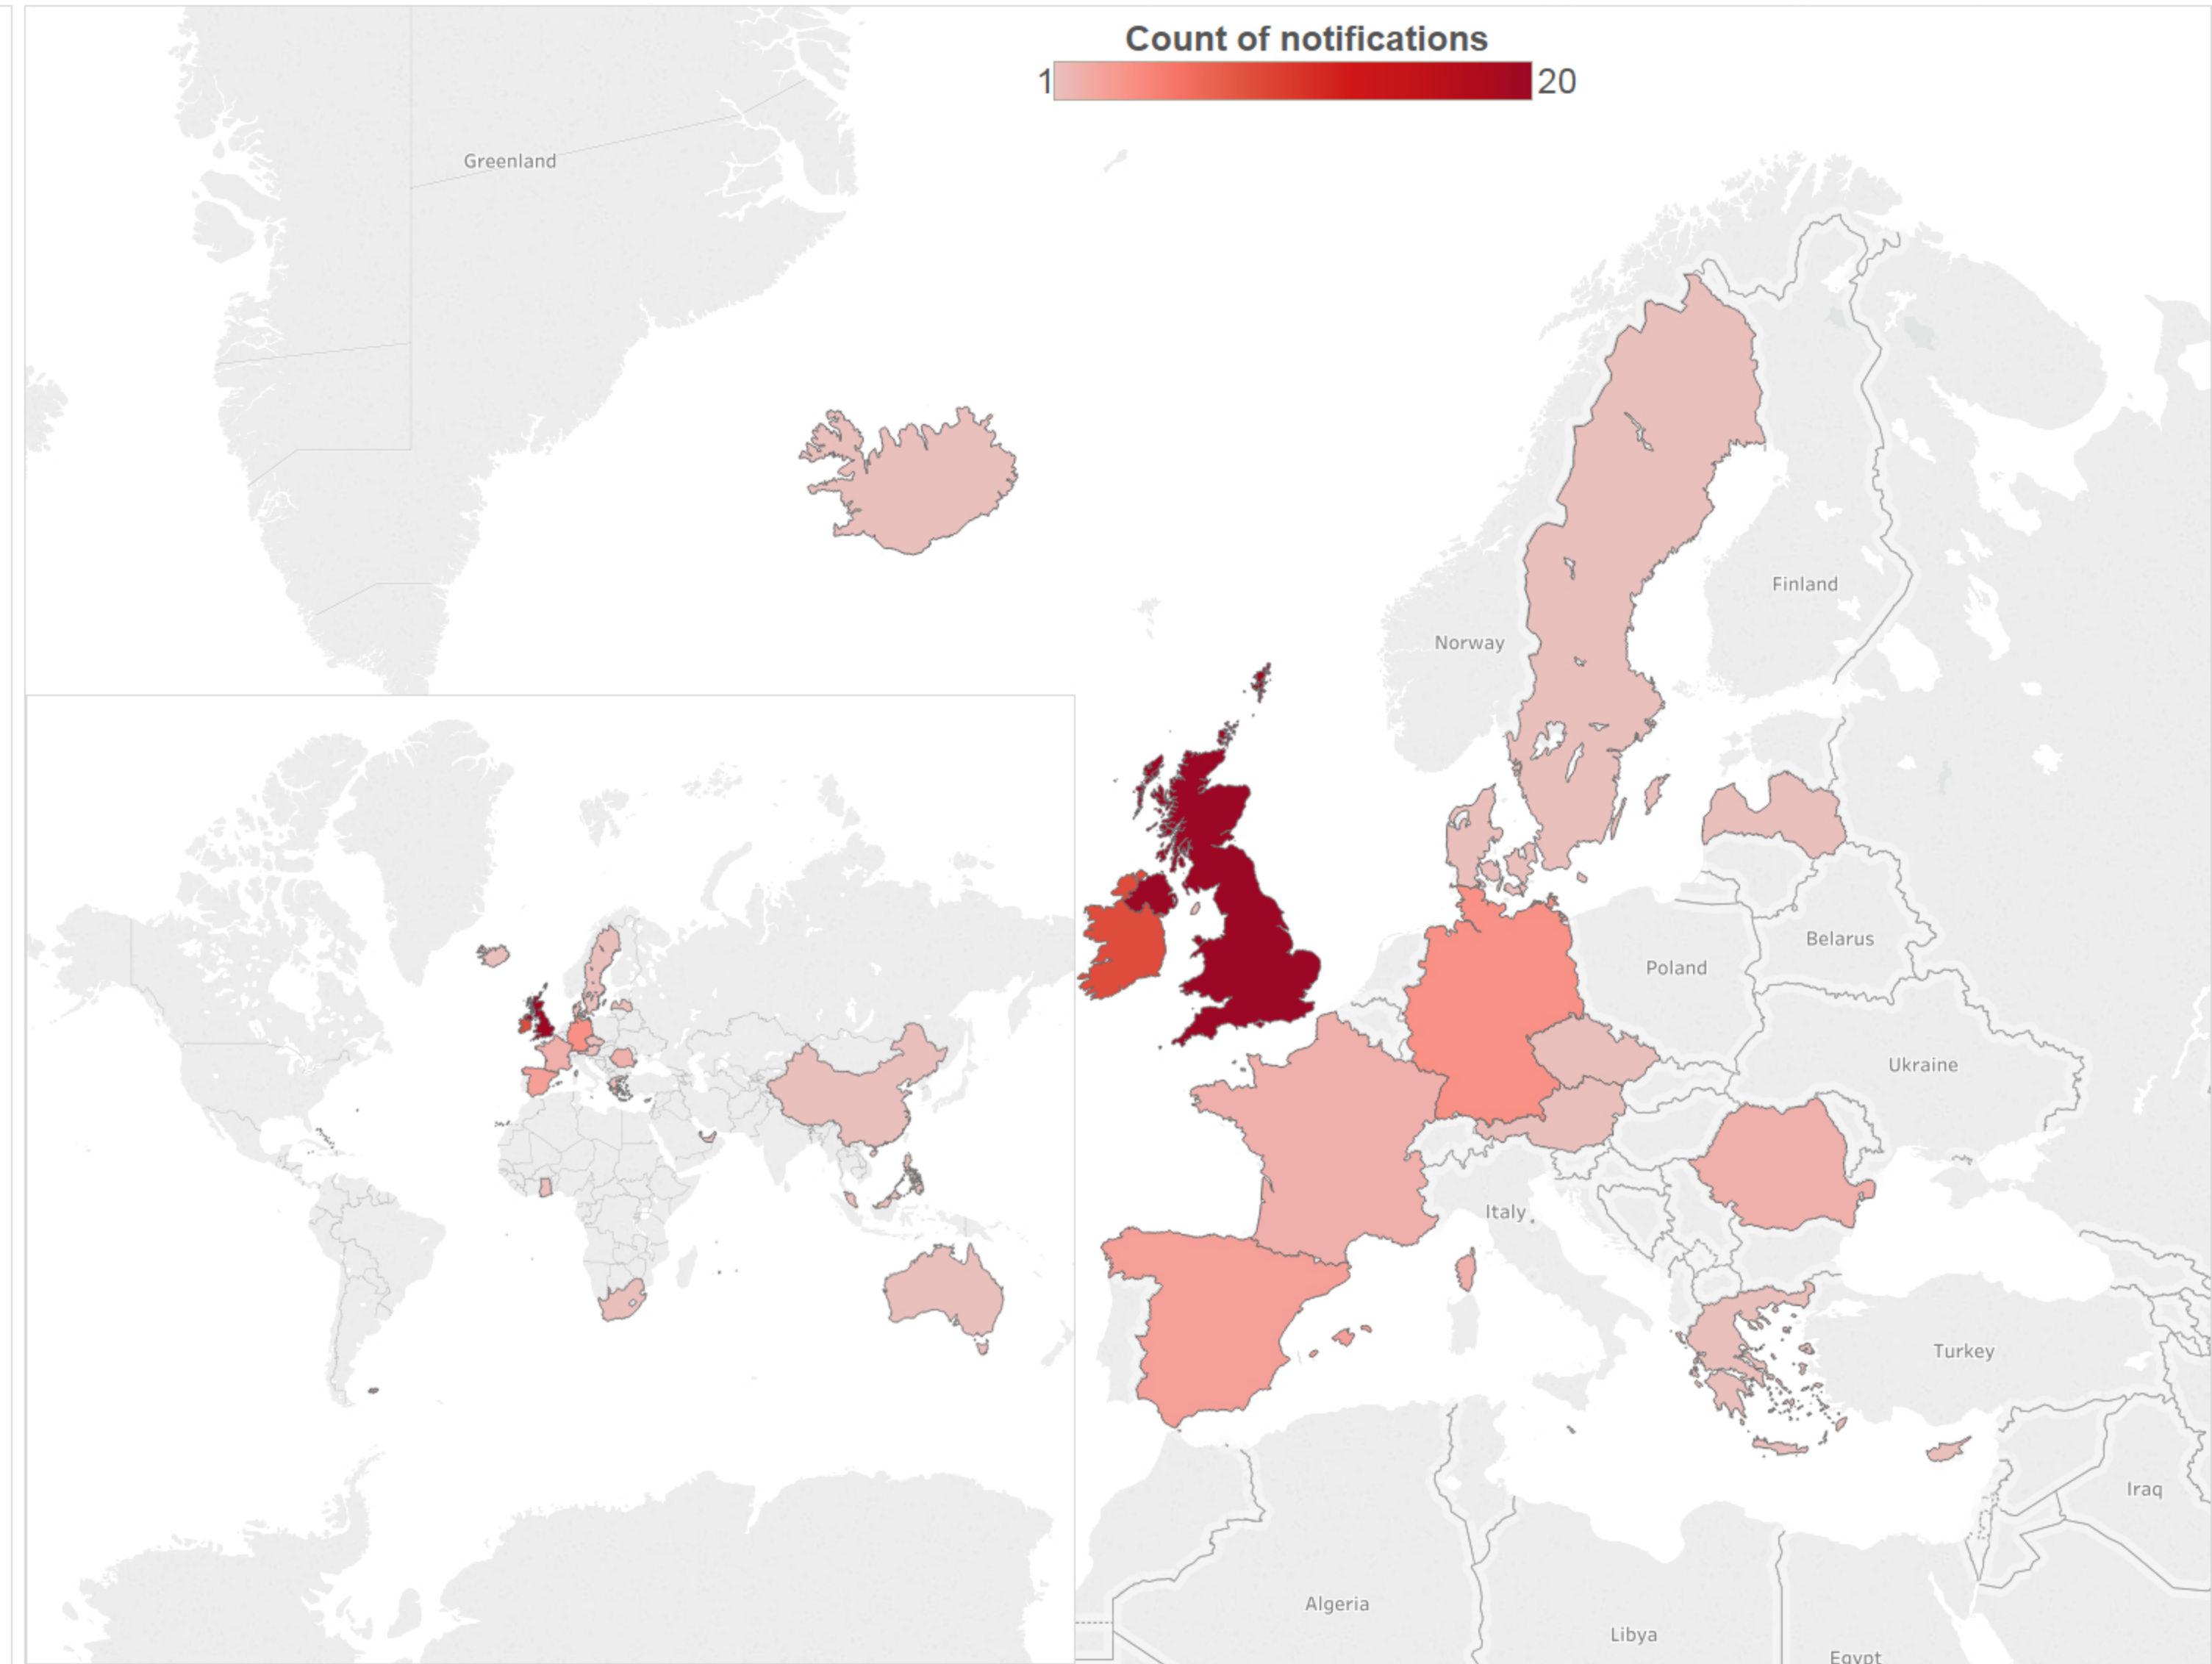 Count of notifications
1 20
Greenland
Finland
Norway
Belarus
Poland
Ukraine
Italy
Turkey
Iraq
Algeria
Libya
Egypt